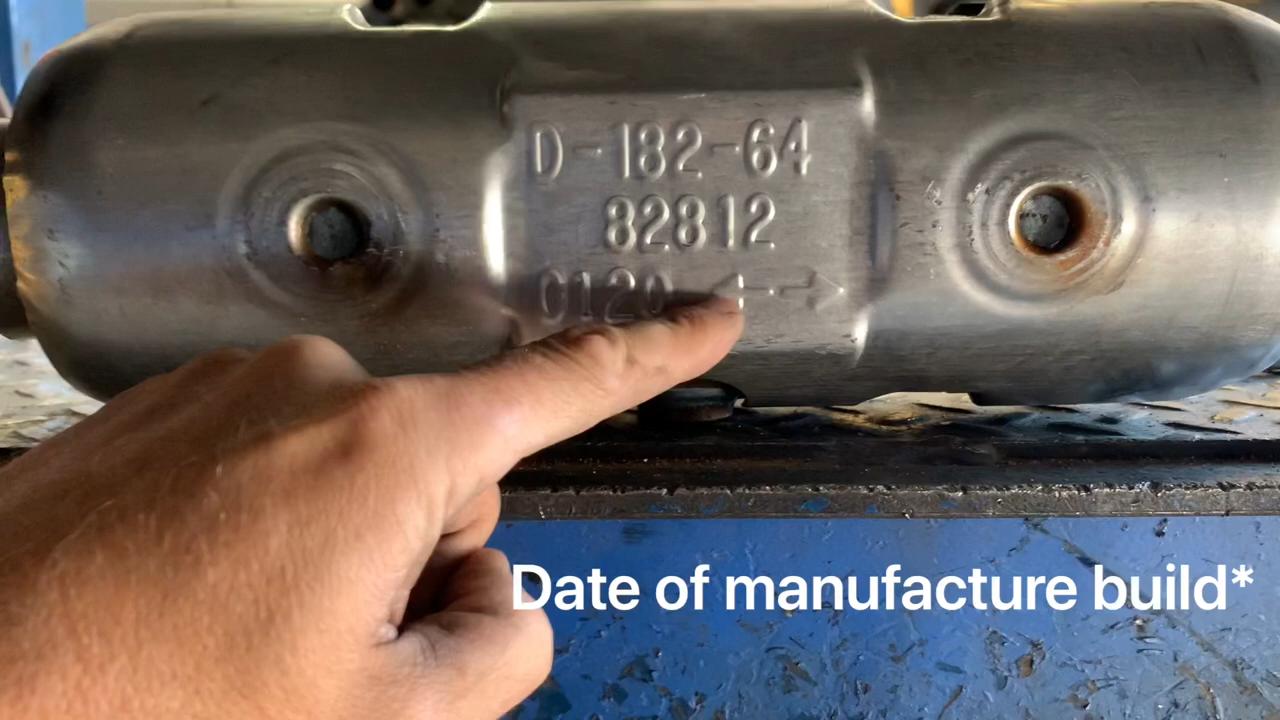 D-182-64
82812
0120 ←→
Date of manufacture build*